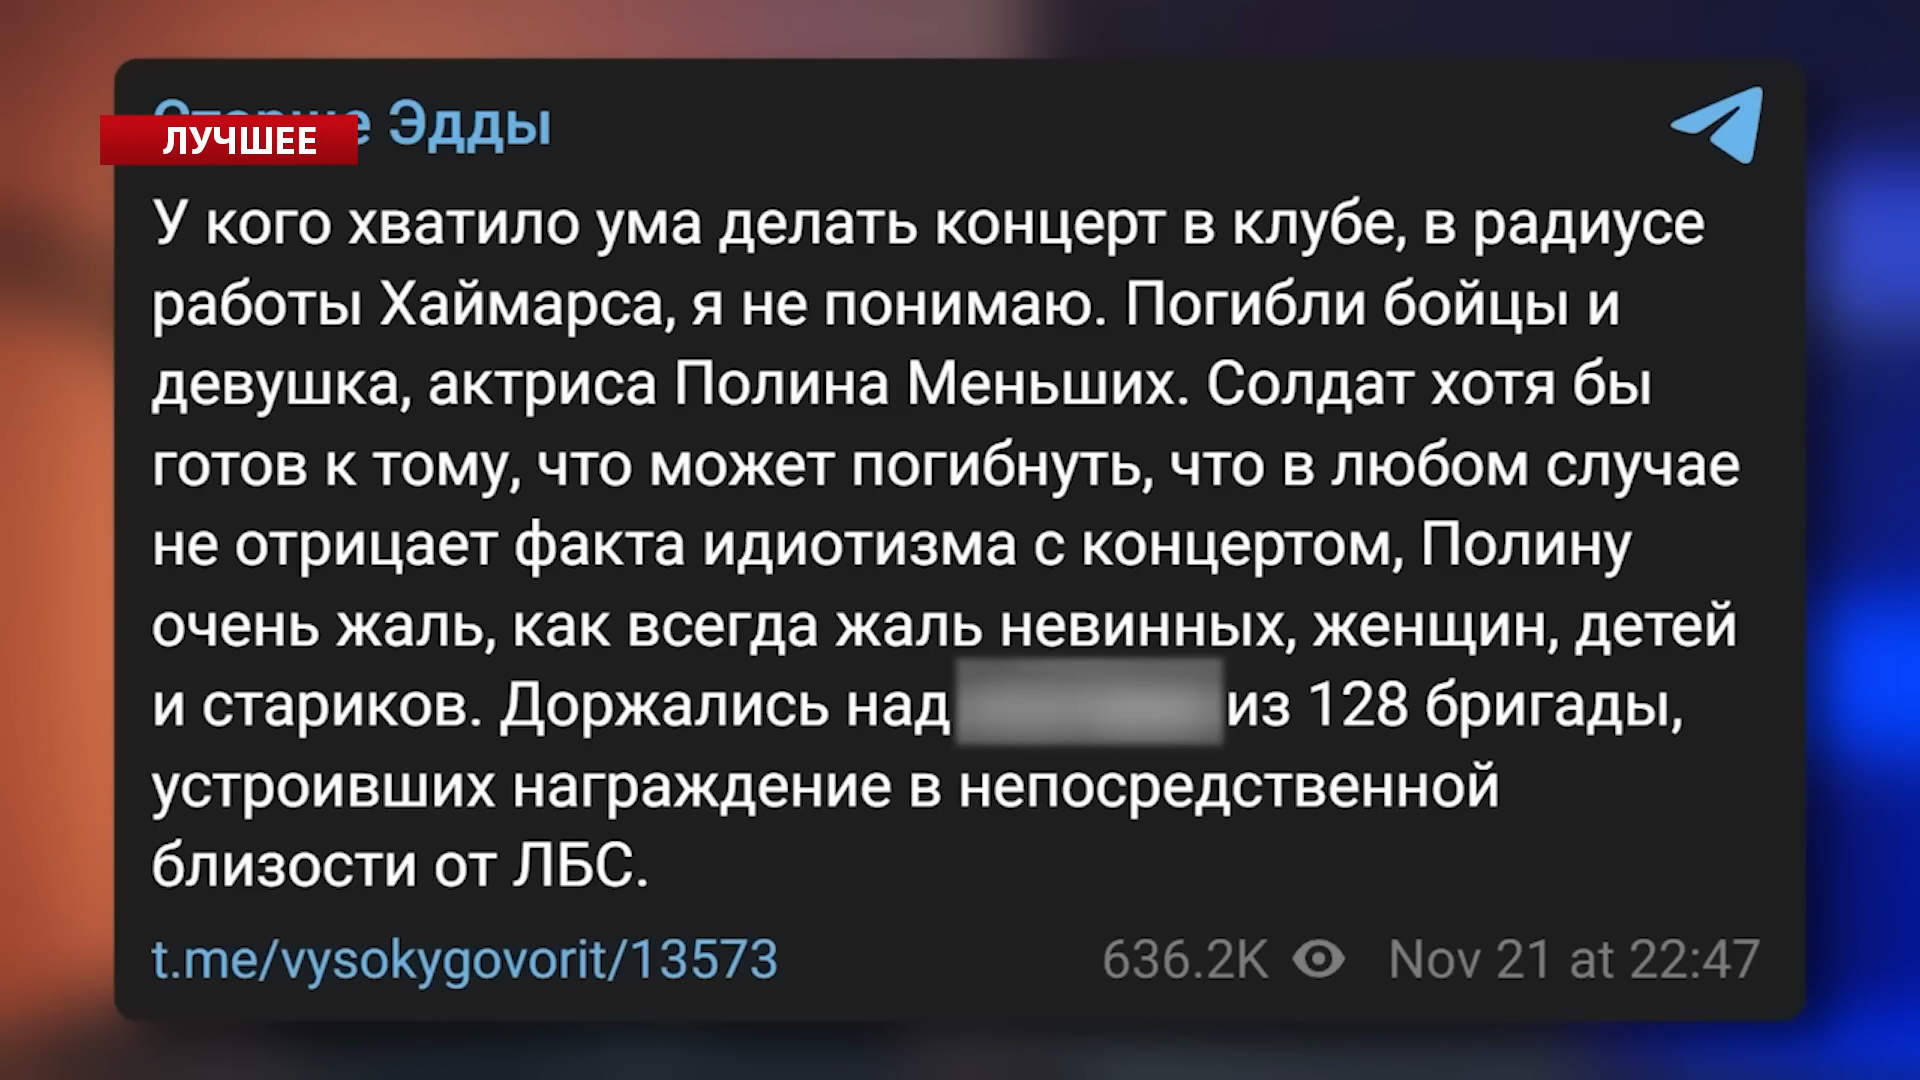 Эдды
ЛУЧШЕЕ
У кого хватило ума делать концерт в клубе, в радиусе
работы Хаймарса, я не понимаю. Погибли бойцы и
девушка, актриса Полина Меньших. Солдат хотя бы
готов к тому, что может погибнуть, что в любом случае
не отрицает факта идиотизма с концертом, Полину
очень жаль, как всегда жаль невинных, женщин, детей
и стариков. Доржались над из 128 бригады,
устроивших награждение в непосредственной
близости от ЛБС.
t.me/vysokygovorit/13573 636.2K Nov 21 at 22:47